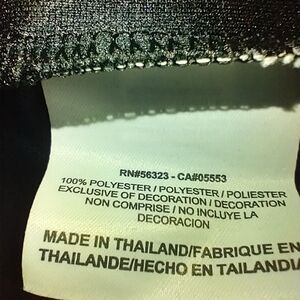 RN#56323 - CA#05553
100% POLYESTER / POLYESTER / POLIESTER
EXCLUSIVE OF DECORATION / DECORATION
NON COMPRISE / NO INCLUYE LA
DECORACION
MADE IN THAILAND/FABRIQUE EN
THAILANDE/HECHO EN TAILANDIA